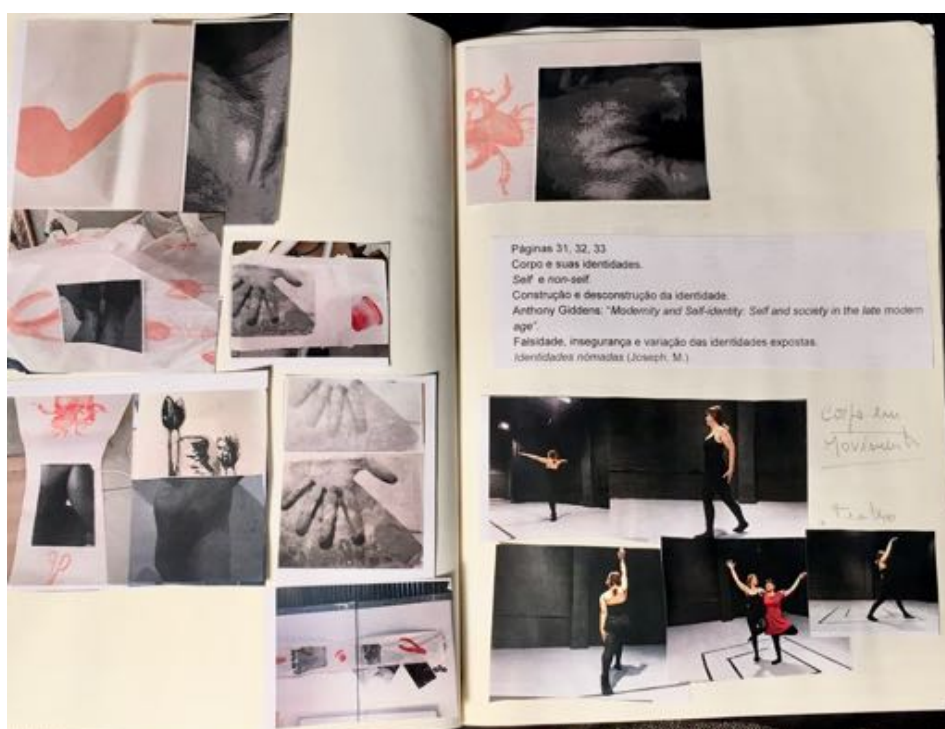 Páginas 31, 32, 33
Corpo e suas identidades.
Self e non-self.
Construção e desconstrução da identidade.
Anthony Giddens: "Modernity and Self-identity: Self and society in the late modern
age".
Falsidade, insegurança e variação das identidades expostas.
Identidades nómadas (Joseph, M.)
Corpo em
Movimento